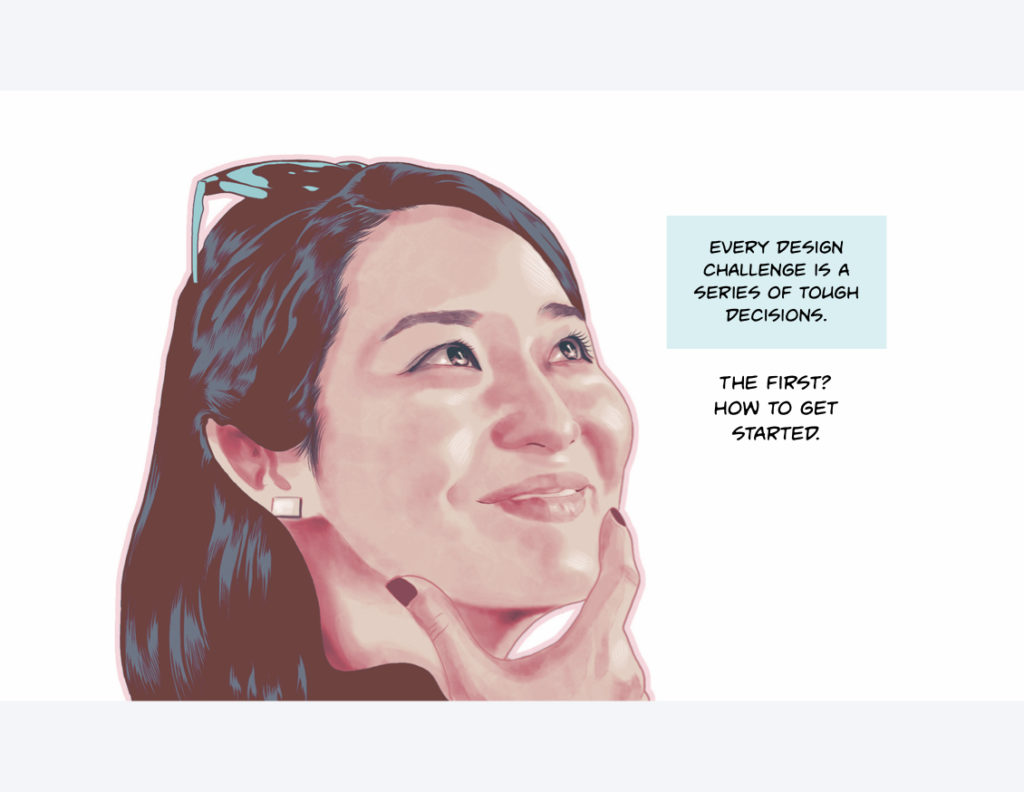 EVERY DESIGN
CHALLENGE IS A
SERIES OF TOUGH
DECISIONS.
THE FIRST?
HOW TO GET
STARTED.